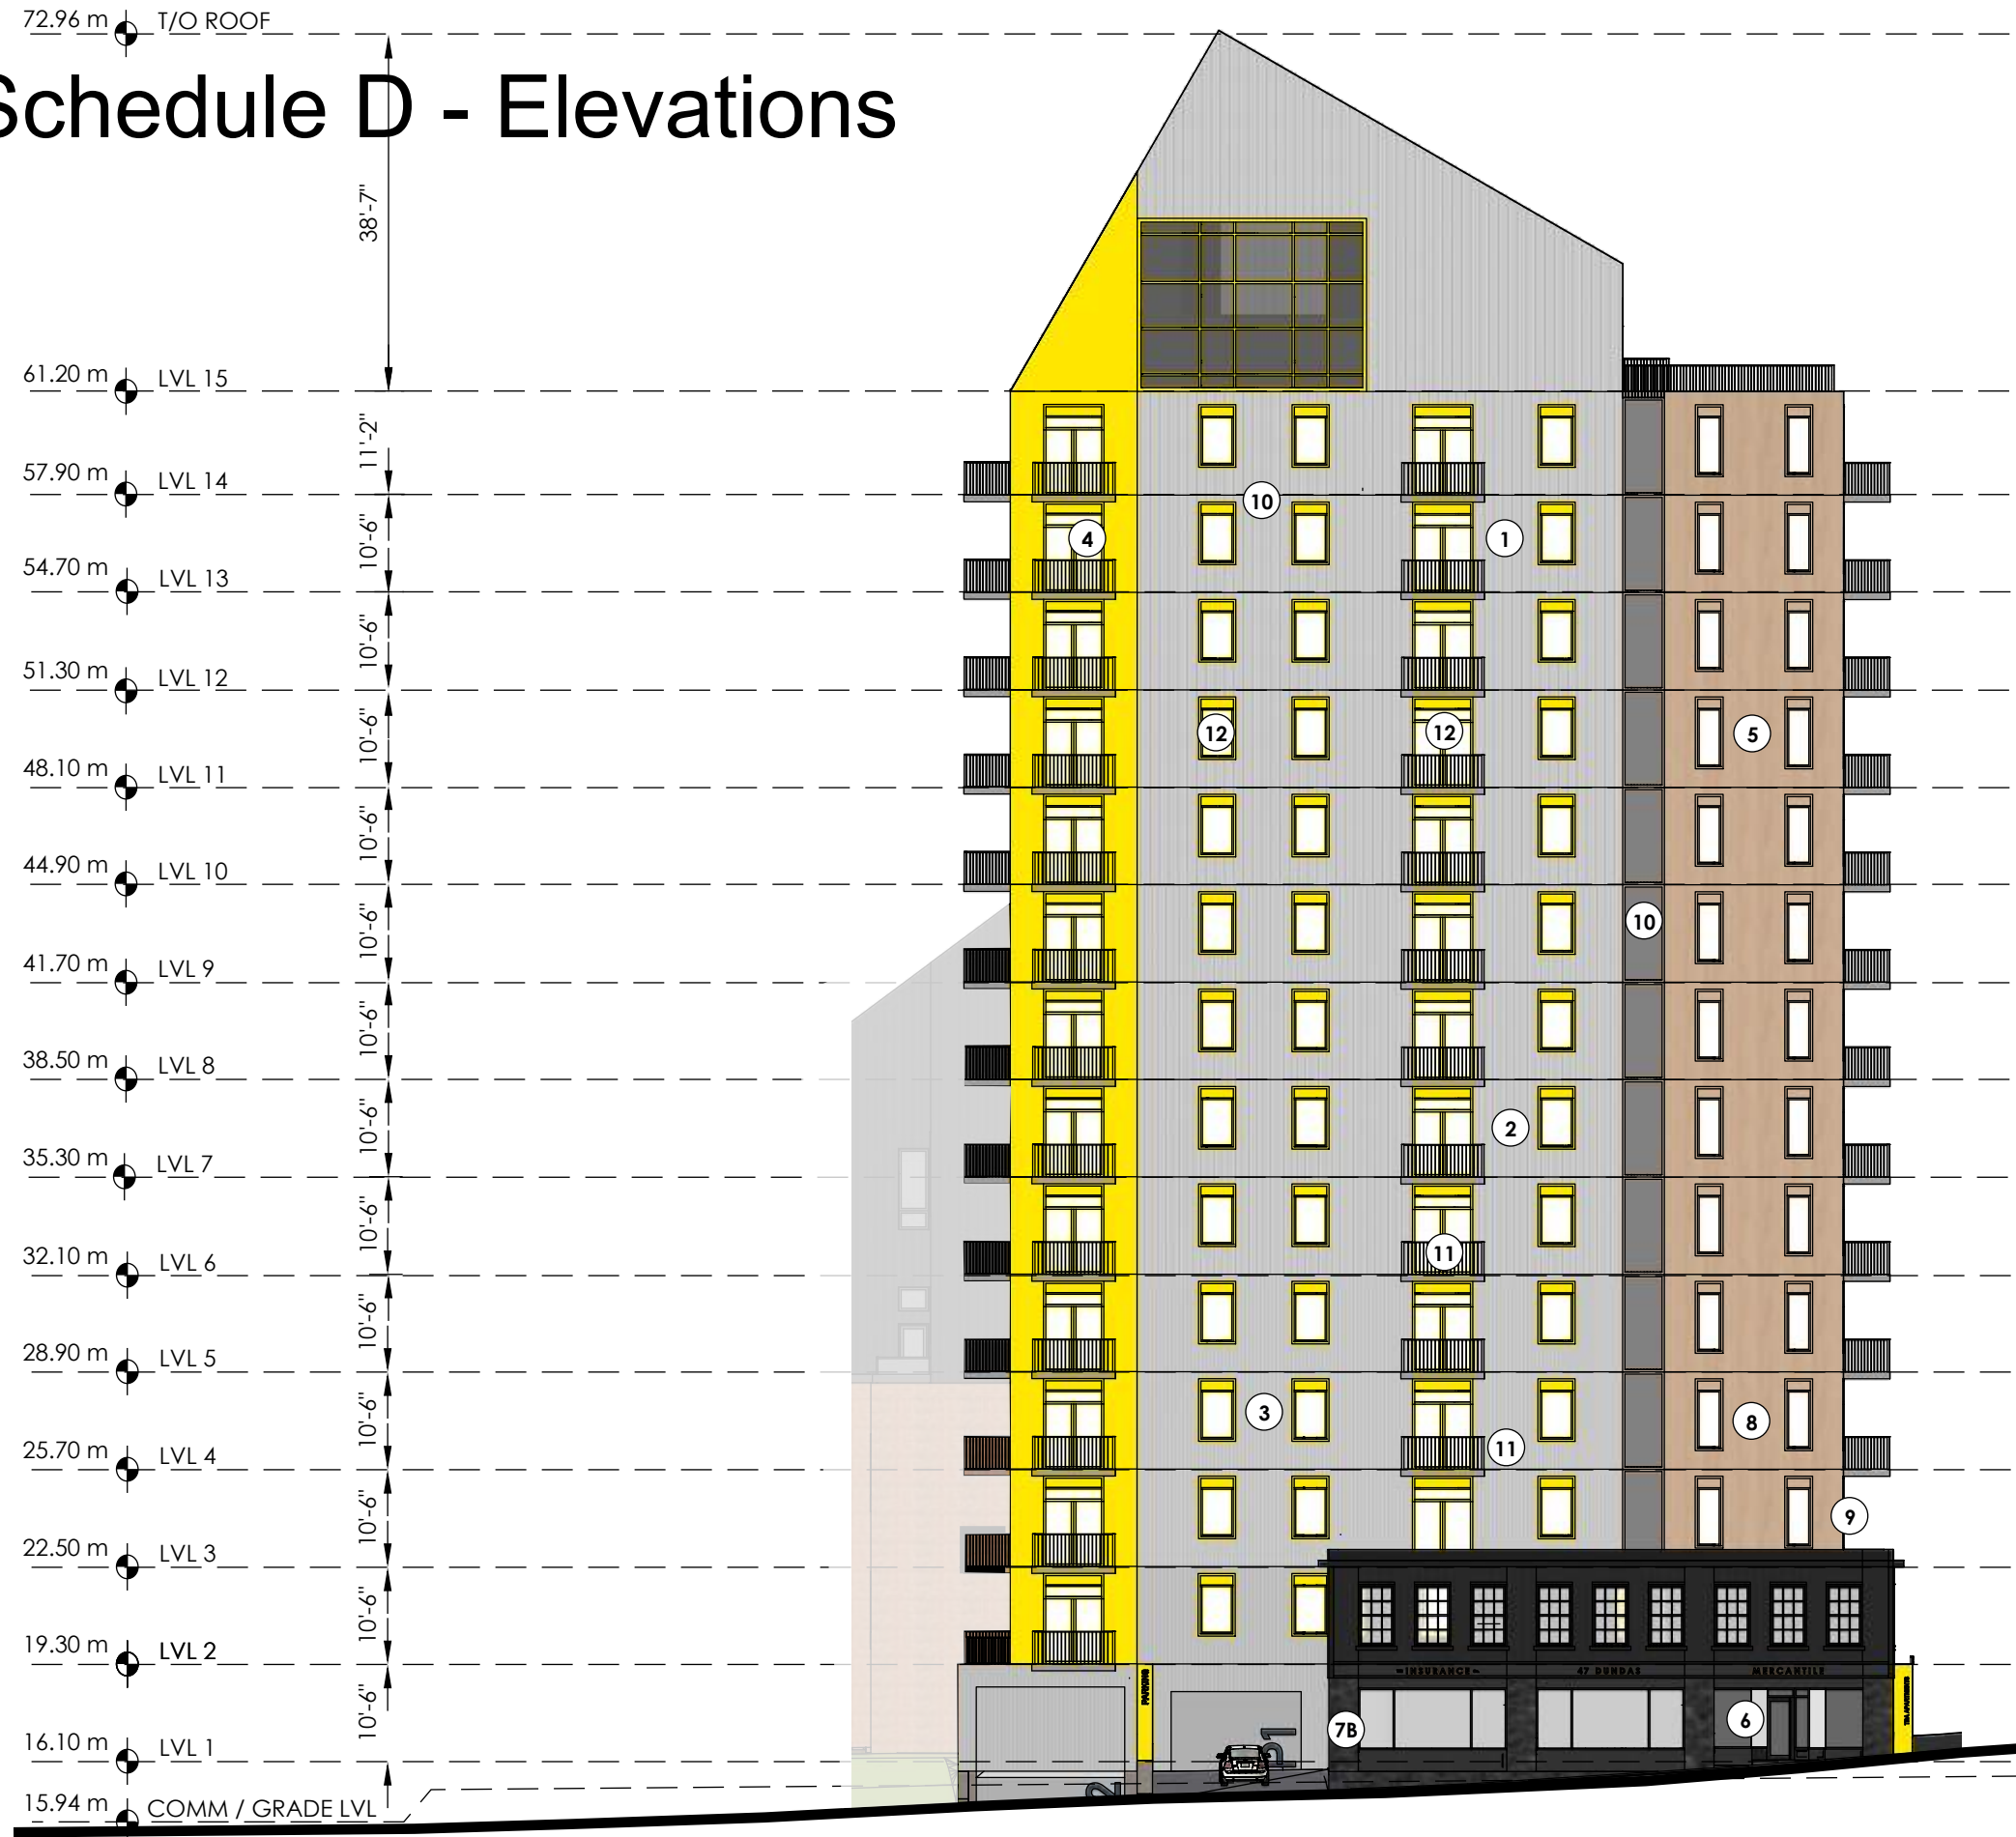 72.96 m T/O ROOF
Schedule D - Elevations
38'-7"
61.20 m LVL 15
11'-2"
57.90 m LVL 14
10
4
1
10'-6"
54.70 m LVL 13
10'-6"
51.30 m LVL 12
12
12
5
10'-6"
48.10 m LVL 11
10'-6"
44.90 m LVL 10
10
10'-6"
41.70 m LVL 9
10'-6"
38.50 m LVL 8
2
10'-6"
35.30 m LVL 7
10'-6"
11
32.10 m LVL 6
10'-6"
28.90 m LVL 5
3
8
10'-6"
11
25.70 m LVL 4
9
10'-6"
22.50 m LVL 3
10'-6"
19.30 m LVL 2
INSURANCE 47 DUNDAS MERCANTILE
PARKING
10'-6"
6
7B
P1
16.10 m LVL 1
15.94 m COMM / GRADE LVL